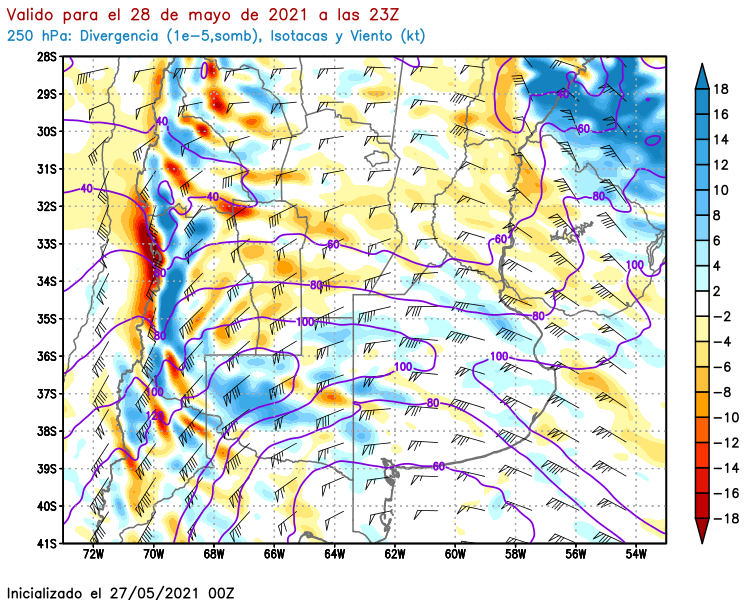 Valido para el 28 de mayo de 2021 a las 23Z
250 hPa: Divergencia (1e-5,somb), Isotacas y Viento (kt)
28S
29S
30S
31S
32S
33S
34S
35S
36S
37S
38S
39S
40S
41S
72W 70W 68W 66W 64W 62W 60W 58W 56W 54W
40
40
40
60
60
60
80
80
80
80
100
100
100
100
100
80
60
18
16
14
12
10
8
6
4
2
-2
-4
-6
-8
-10
-12
-14
-16
-18
Inicializado el 27/05/2021 00Z